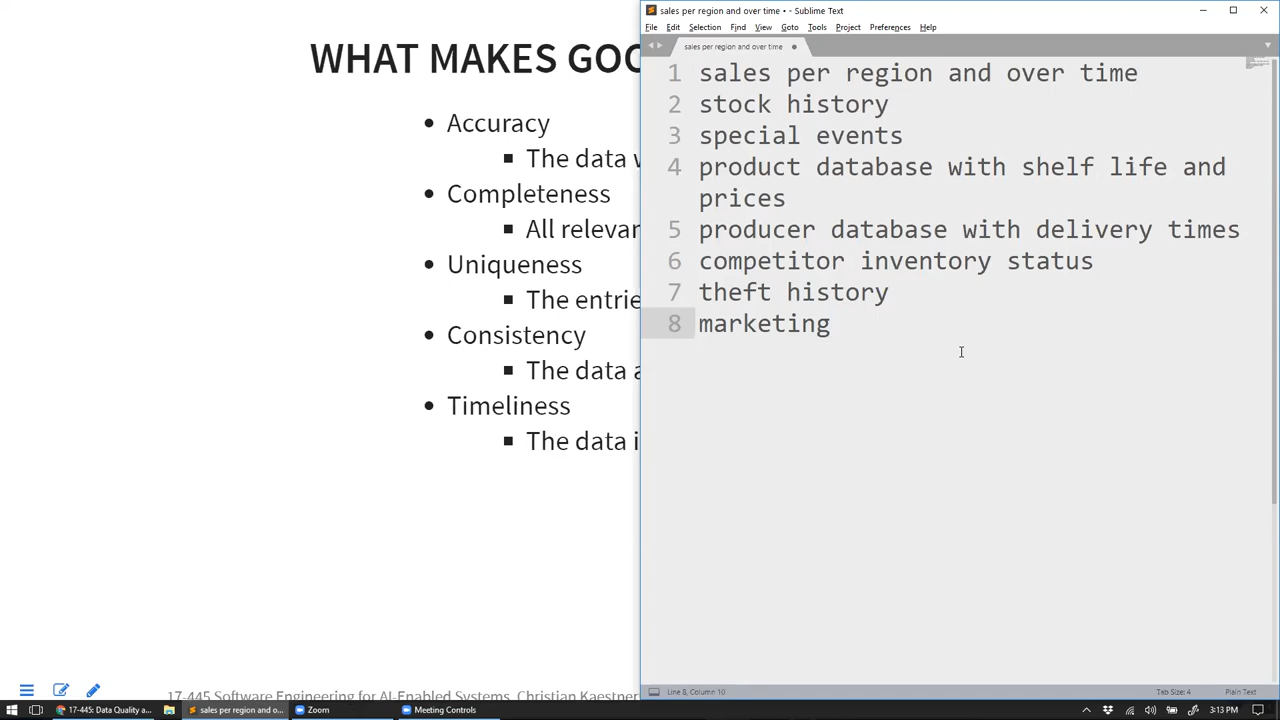 sales per region and over time • - Sublime Text
File Edit Selection Find View Goto Tools Project Preferences Help
sales per region and over time
WHAT MAKES GOO
• Accuracy
▪ The data w
• Completeness
▪ All relevan
• Uniqueness
▪ The entrie
• Consistency
▪ The data a
• Timeliness
▪ The data i
1 sales per region and over time
2 stock history
3 special events
4 product database with shelf life and
prices
5 producer database with delivery times
6 competitor inventory status
7 theft history
8 marketing
17-445 Software Engineering for AI-Enabled Systems, Christian Kaestner
Line 8, Column 10
Tab Size: 4
Plain Text
17-445: Data Quality a...
sales per region and o...
Zoom
Meeting Controls
3:13 PM